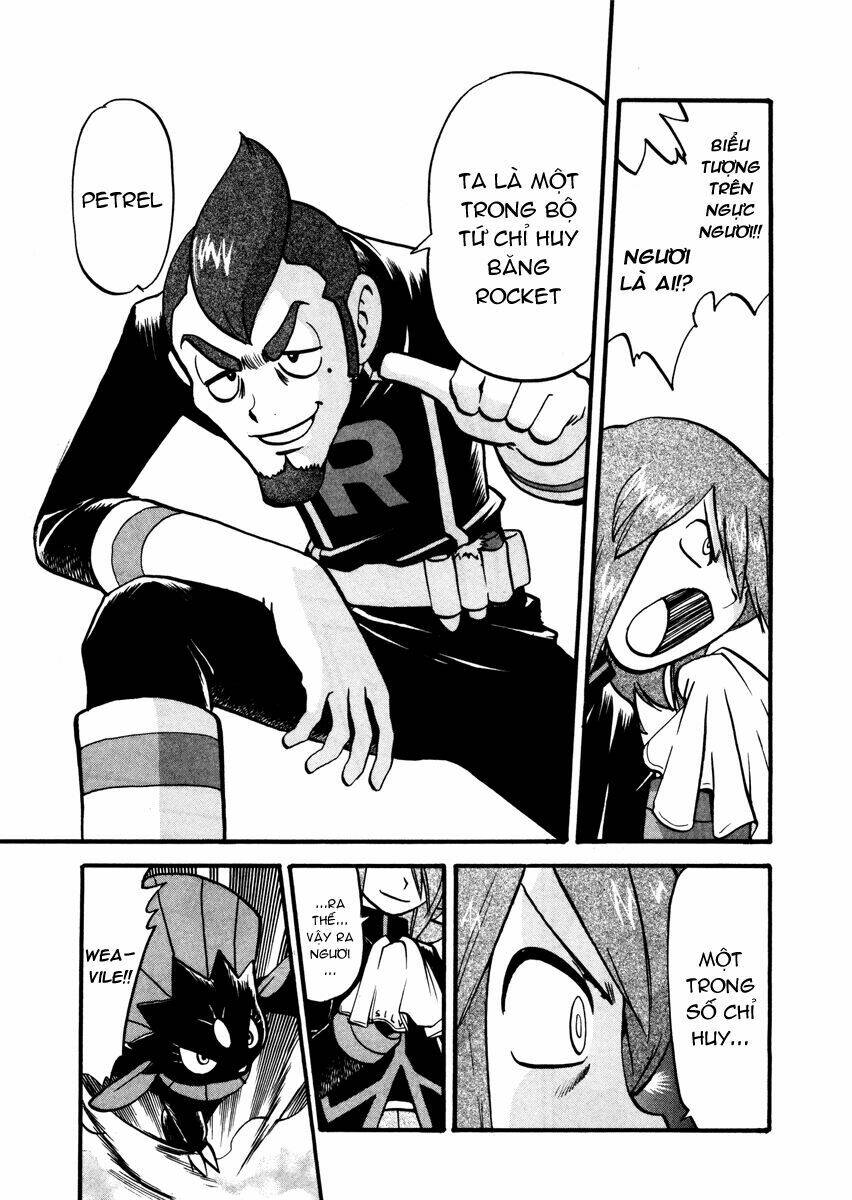 BIỂU
TƯỢNG
TRÊN
NGỰC
NGƯƠI!!
NGƯƠI
LÀ AI!?
TA LÀ MỘT
TRONG BỘ
TỨ CHỈ HUY
BĂNG
ROCKET
PETREL
R
MỘT
TRONG
SỐ CHỈ
HUY...
...RA
THẾ...
VẬY RA
NGƯƠI
...
SIL
WEA-
VILE!!